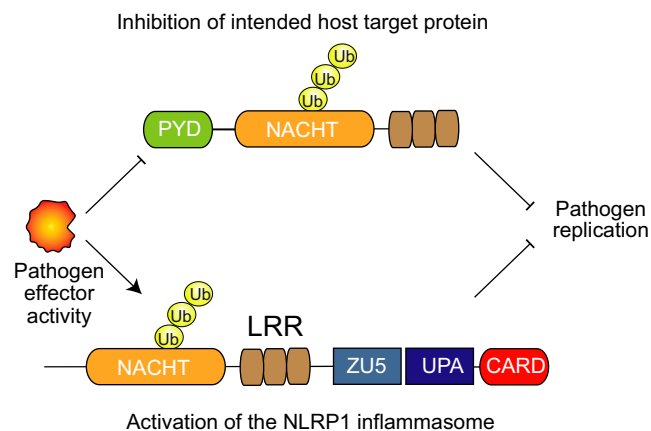 Inhibition of intended host target protein
Ub
Ub
Ub
PYD
NACHT
Pathogen
replication
Pathogen
effector
activity
Ub
Ub
Ub
LRR
NACHT
ZU5
UPA
CARD
Activation of the NLRP1 inflammasome